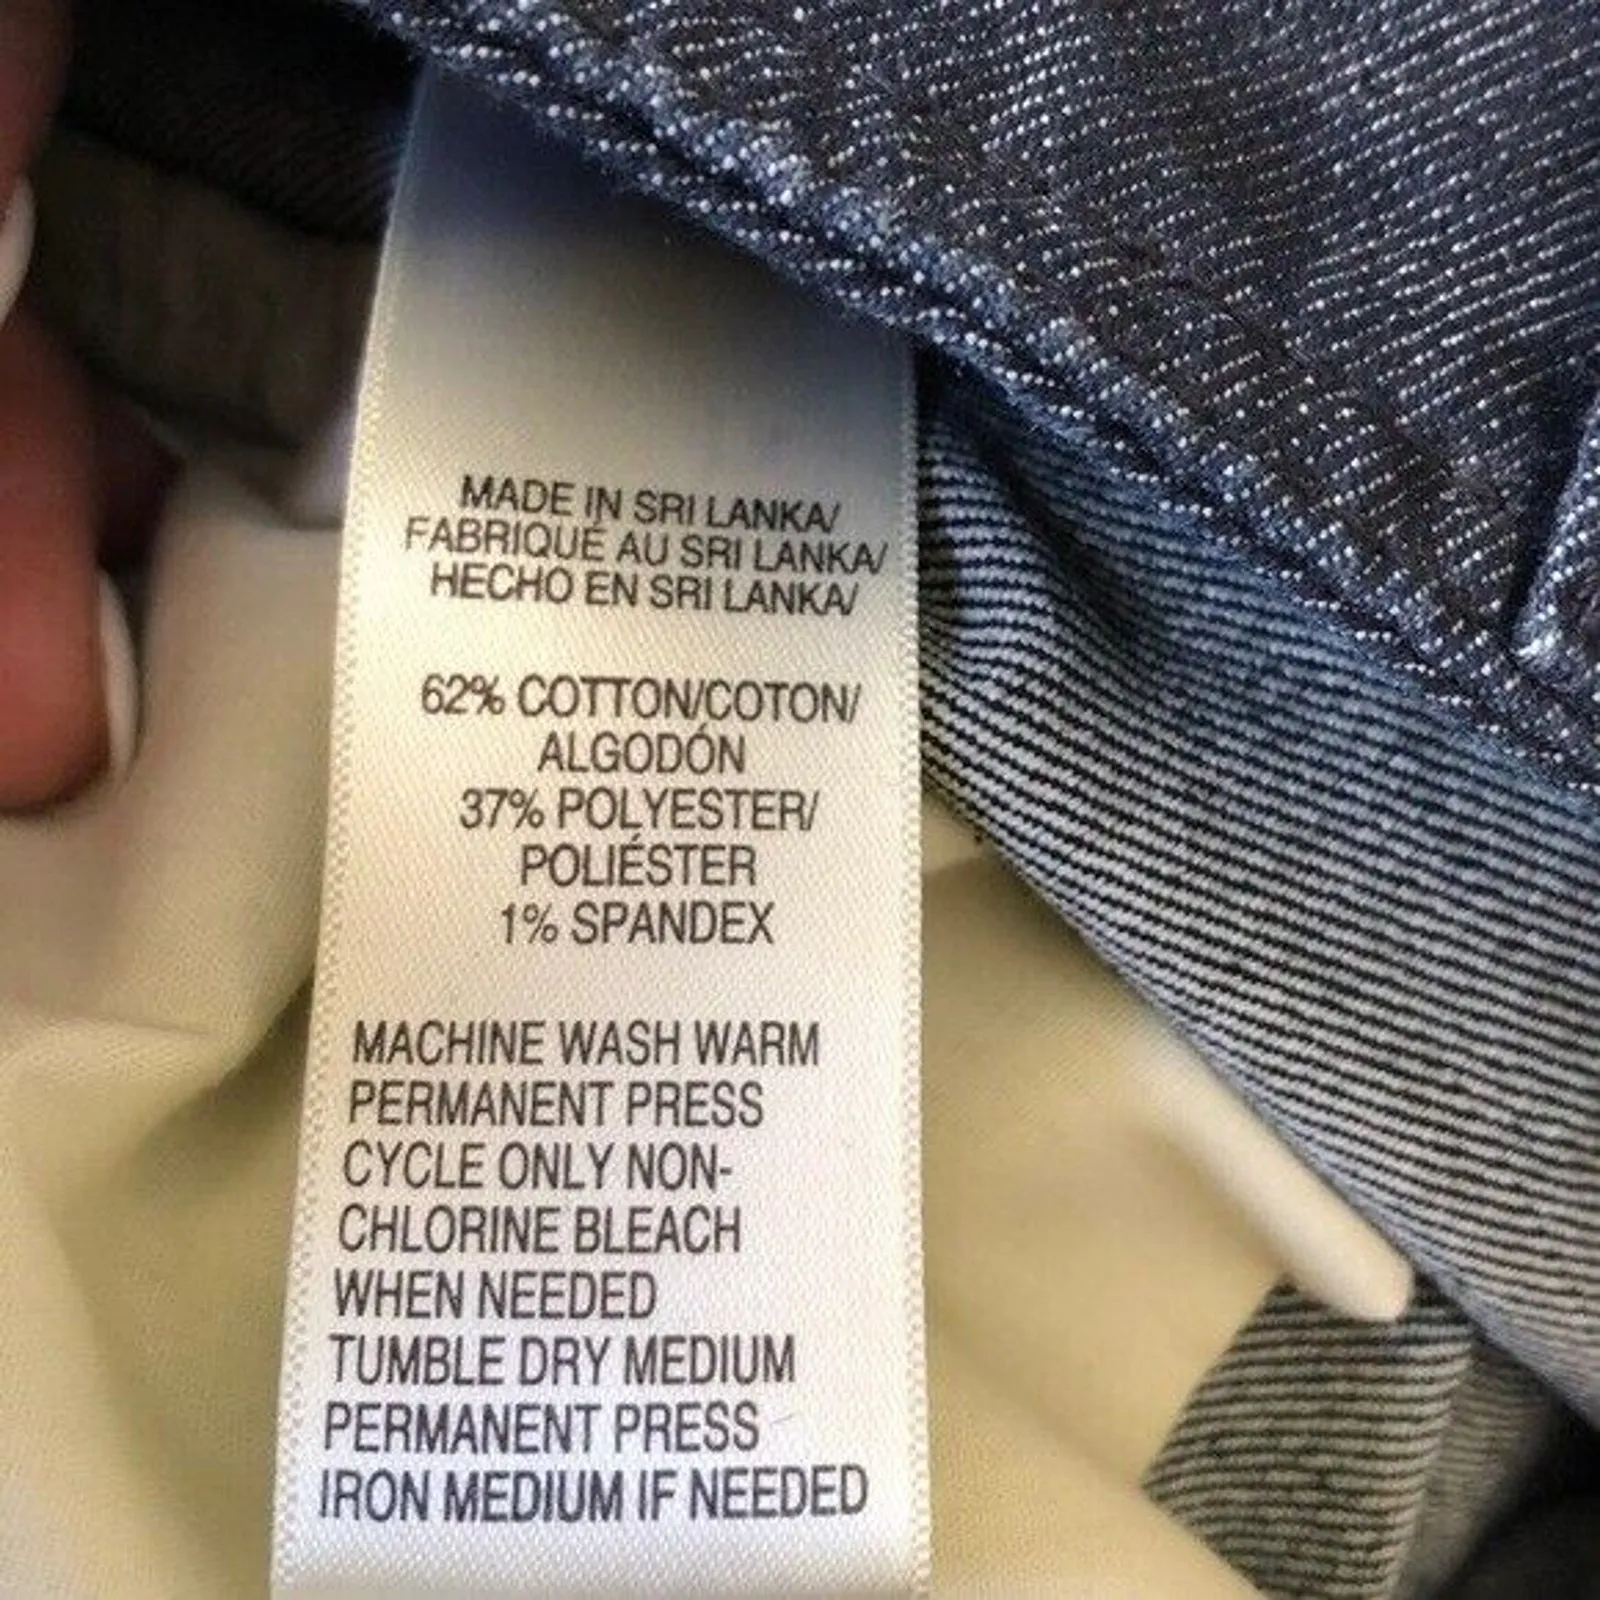 MADE IN SRI LANKA/
FABRIQUÉ AU SRI LANKA/
HECHO EN SRI LANKA/
62% COTTON/COTON/
ALGODÓN
37% POLYESTER/
POLIÉSTER
1% SPANDEX
MACHINE WASH WARM
PERMANENT PRESS
CYCLE ONLY NON-
CHLORINE BLEACH
WHEN NEEDED
TUMBLE DRY MEDIUM
PERMANENT PRESS
IRON MEDIUM IF NEEDED